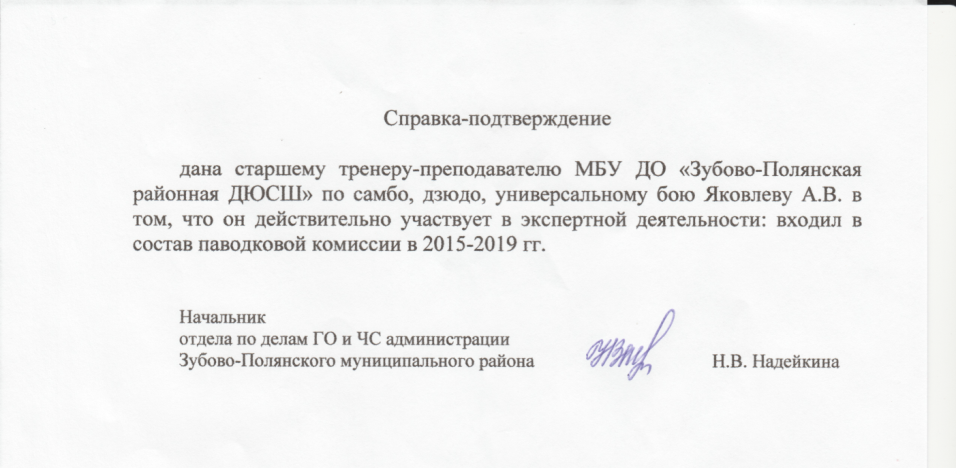 Справка-подтверждение
дана старшему тренеру-преподавателю МБУ ДО «Зубово-Полянская
районная ДЮСШ» по самбо, дзюдо, универсальному бою Яковлеву А.В. в
том, что он действительно участвует в экспертной деятельности: входил в
состав паводковой комиссии в 2015-2019 гг.
Начальник
отдела по делам ГО и ЧС администрации
Зубово-Полянского муниципального района Н.В. Надейкина